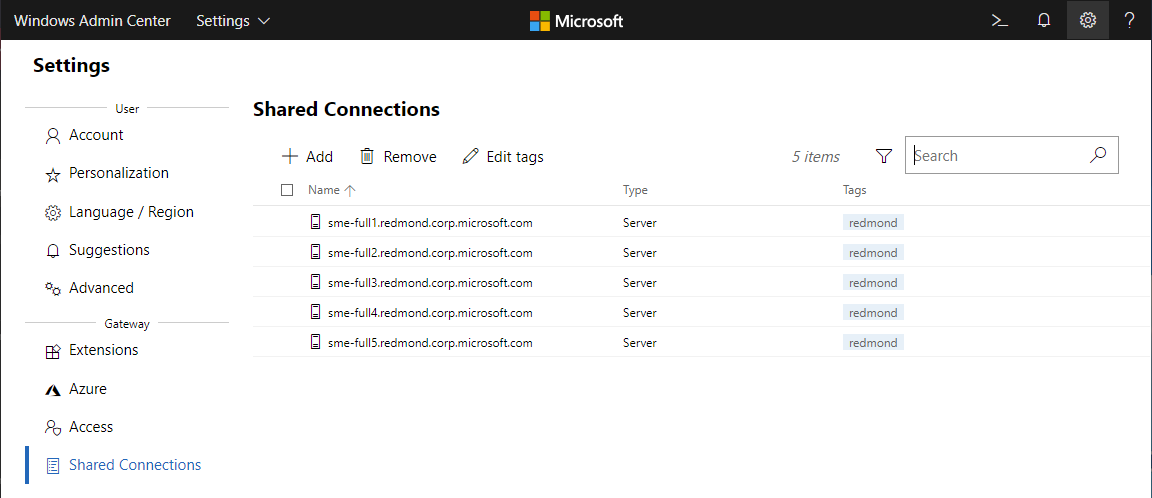 Windows Admin Center Settings Microsoft >_ ?
Settings
User
Account
Personalization
Language / Region
Suggestions
Advanced
Gateway
Extensions
Azure
Access
Shared Connections
Shared Connections
Add Remove Edit tags 5 items Search
Name Type Tags
sme-full1.redmond.corp.microsoft.com Server redmond
sme-full2.redmond.corp.microsoft.com Server redmond
sme-full3.redmond.corp.microsoft.com Server redmond
sme-full4.redmond.corp.microsoft.com Server redmond
sme-full5.redmond.corp.microsoft.com Server redmond